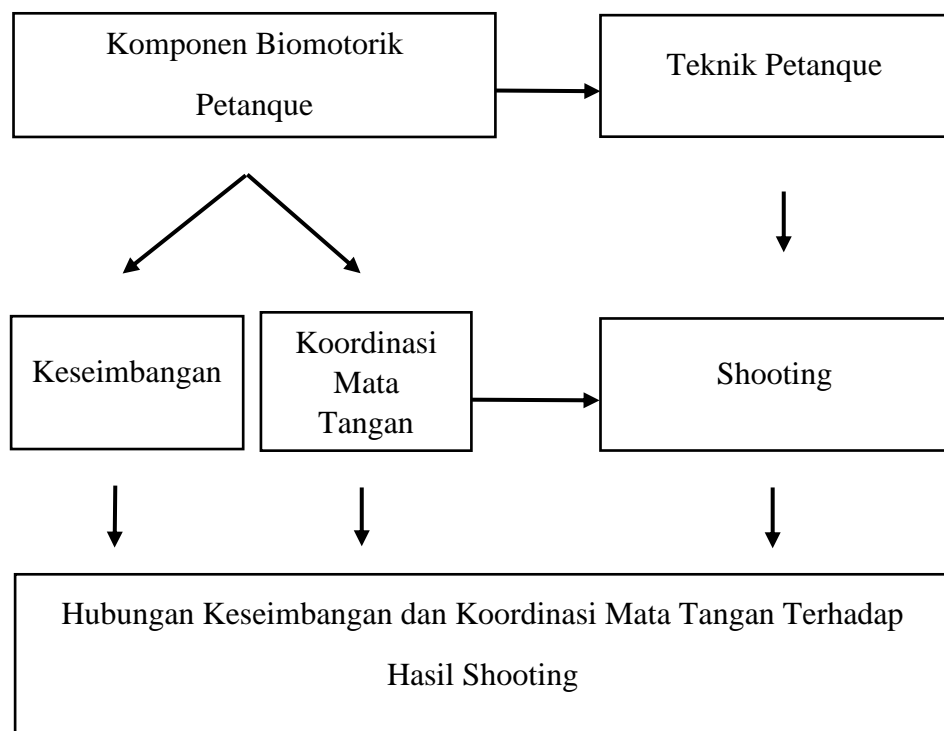 Komponen Biomotorik
Petanque
Teknik Petanque
Keseimbangan
Koordinasi
Mata
Tangan
Shooting
Hubungan Keseimbangan dan Koordinasi Mata Tangan Terhadap
Hasil Shooting